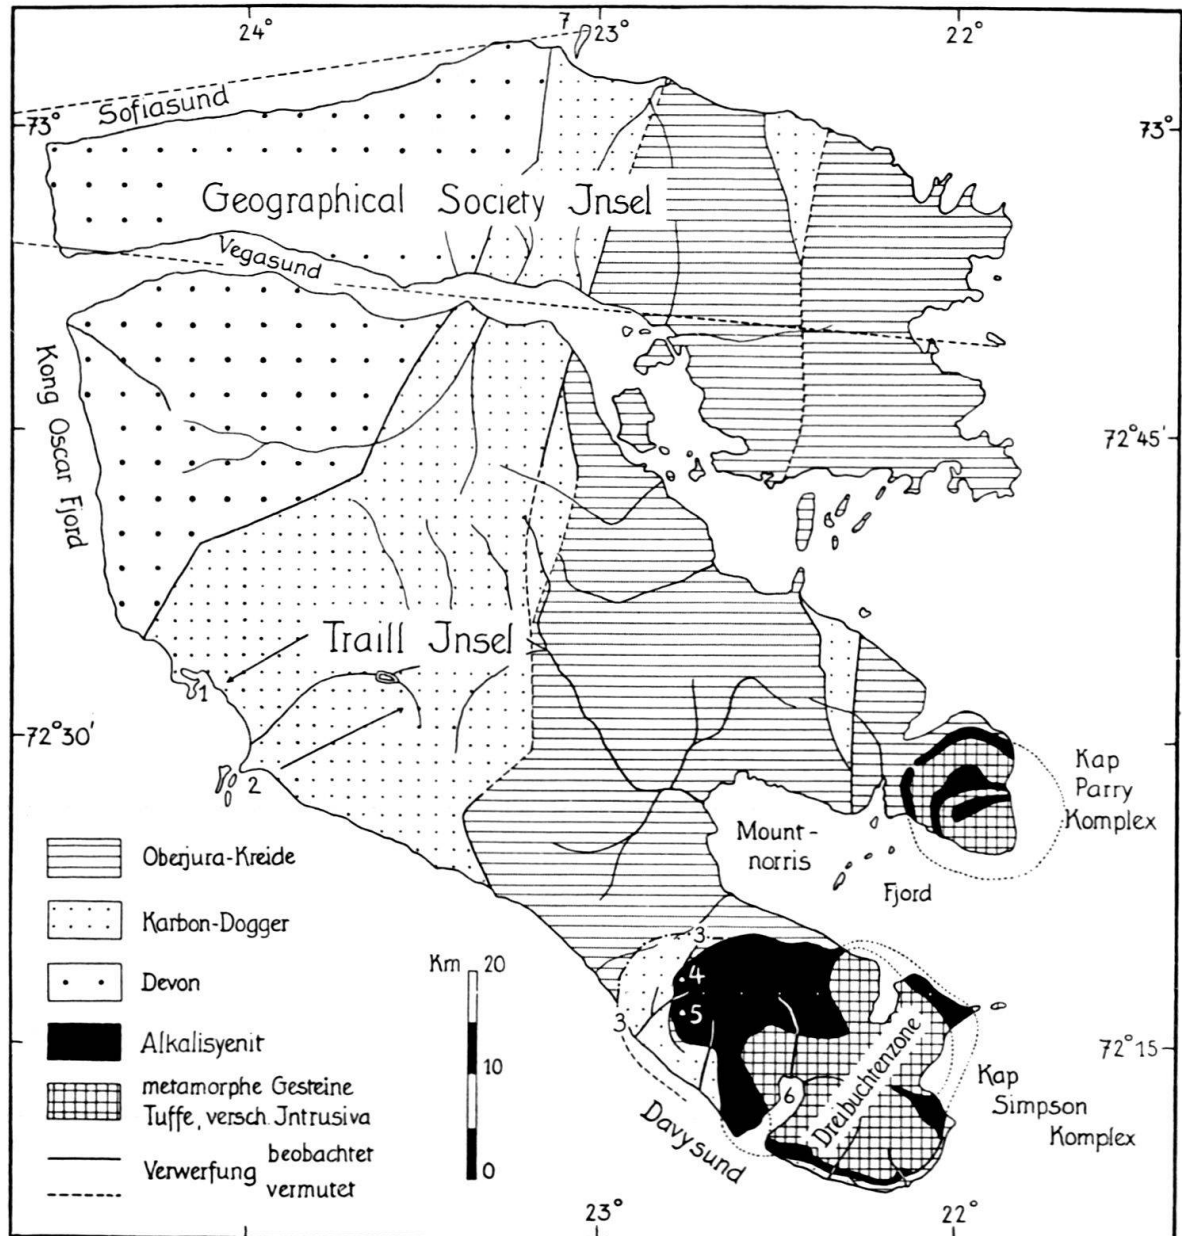 24°
7
23°
22°
Sofiasund
73°
73°
Geographical Society Jnsel
Vegasund
Kong Oscar Fjord
72°45'
Traill Jnsel
1
72°30'
2
Kap
Parry
Komplex
Mount-
norris
Fjord
Oberjura-Kreide
Karbon-Dogger
Devon
Alkalisyenit
metamorphe Gesteine
Tuffe, versch. Jntrusiva
Verwerfung beobachtet
vermutet
Km 20
10
0
3
4
5
3
6
Dreibuchtenzone
Davysund
72°15'
Kap
Simpson
Komplex
23°
22°